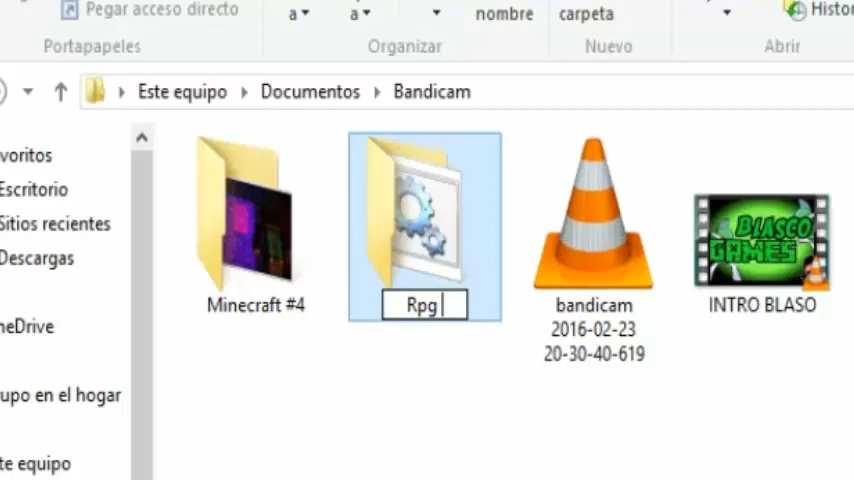 Pegar acceso directo
a
a
nombre
carpeta
Histor
Portapapeles
Organizar
Nuevo
Abrir
Este equipo
Documentos
Bandicam
voritos
Escritorio
Sitios recientes
Descargas
neDrive
upo en el hogar
te equipo
Minecraft #4
Rpg
bandicam
2016-02-23
20-30-40-619
BLASCO
GAMES
INTRO BLASO